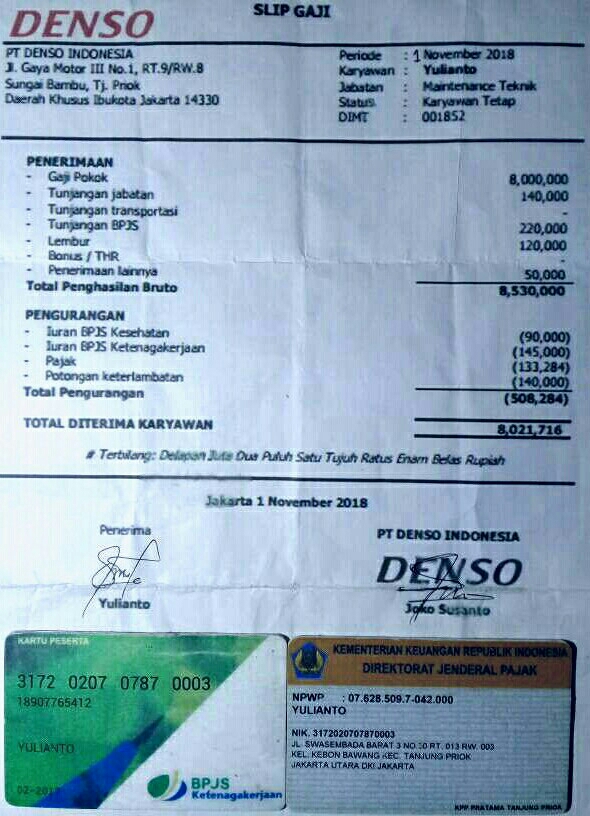 SLIP GAJI
DENSO
PT DENSO INDONESIA
Jl. Gaya Motor III No.1, RT.9/RW.8
Sungai Bambu, Tj. Priok
Daerah Khusus Ibukota Jakarta 14330
Periode : 1 November 2018
Karyawan : Yulianto
Jabatan : Maintenance Teknik
Status : Karyawan Tetap
DIMT : 001852
PENERIMAAN
- Gaji Pokok 8,000,000
- Tunjangan jabatan 140,000
- Tunjangan transportasi -
- Tunjangan BPJS 220,000
- Lembur 120,000
- Bonus / THR -
- Penerimaan lainnya 50,000
Total Penghasilan Bruto 8,530,000
PENGURANGAN
- Iuran BPJS Kesehatan (90,000)
- Iuran BPJS Ketenagakerjaan (145,000)
- Pajak (133,284)
- Potongan keterlambatan (140,000)
Total Pengurangan (508,284)
TOTAL DITERIMA KARYAWAN 8,021,716
# Terbilang: Delapan Juta Dua Puluh Satu Tujuh Ratus Enam Belas Rupiah
Jakarta 1 November 2018
Penerima
Yulianto
PT DENSO INDONESIA
DENSO
Joko Susanto
KARTU PESERTA
3172 0207 0787 0003
18907765412
YULIANTO
02-201
BPJS
Ketenagakerjaan
KEMENTERIAN KEUANGAN REPUBLIK INDONESIA
DIREKTORAT JENDERAL PAJAK
NPWP : 07.628.509.7-042.000
YULIANTO
NIK. 3172020707870003
JL. SWASEMBADA BARAT 3 NO 10 RT. 013 RW. 003
KEL. KEBON BAWANG KEC. TANJUNG PRIOK
JAKARTA UTARA DKI JAKARTA
KPP PRATAMA TANJUNG PRIOK